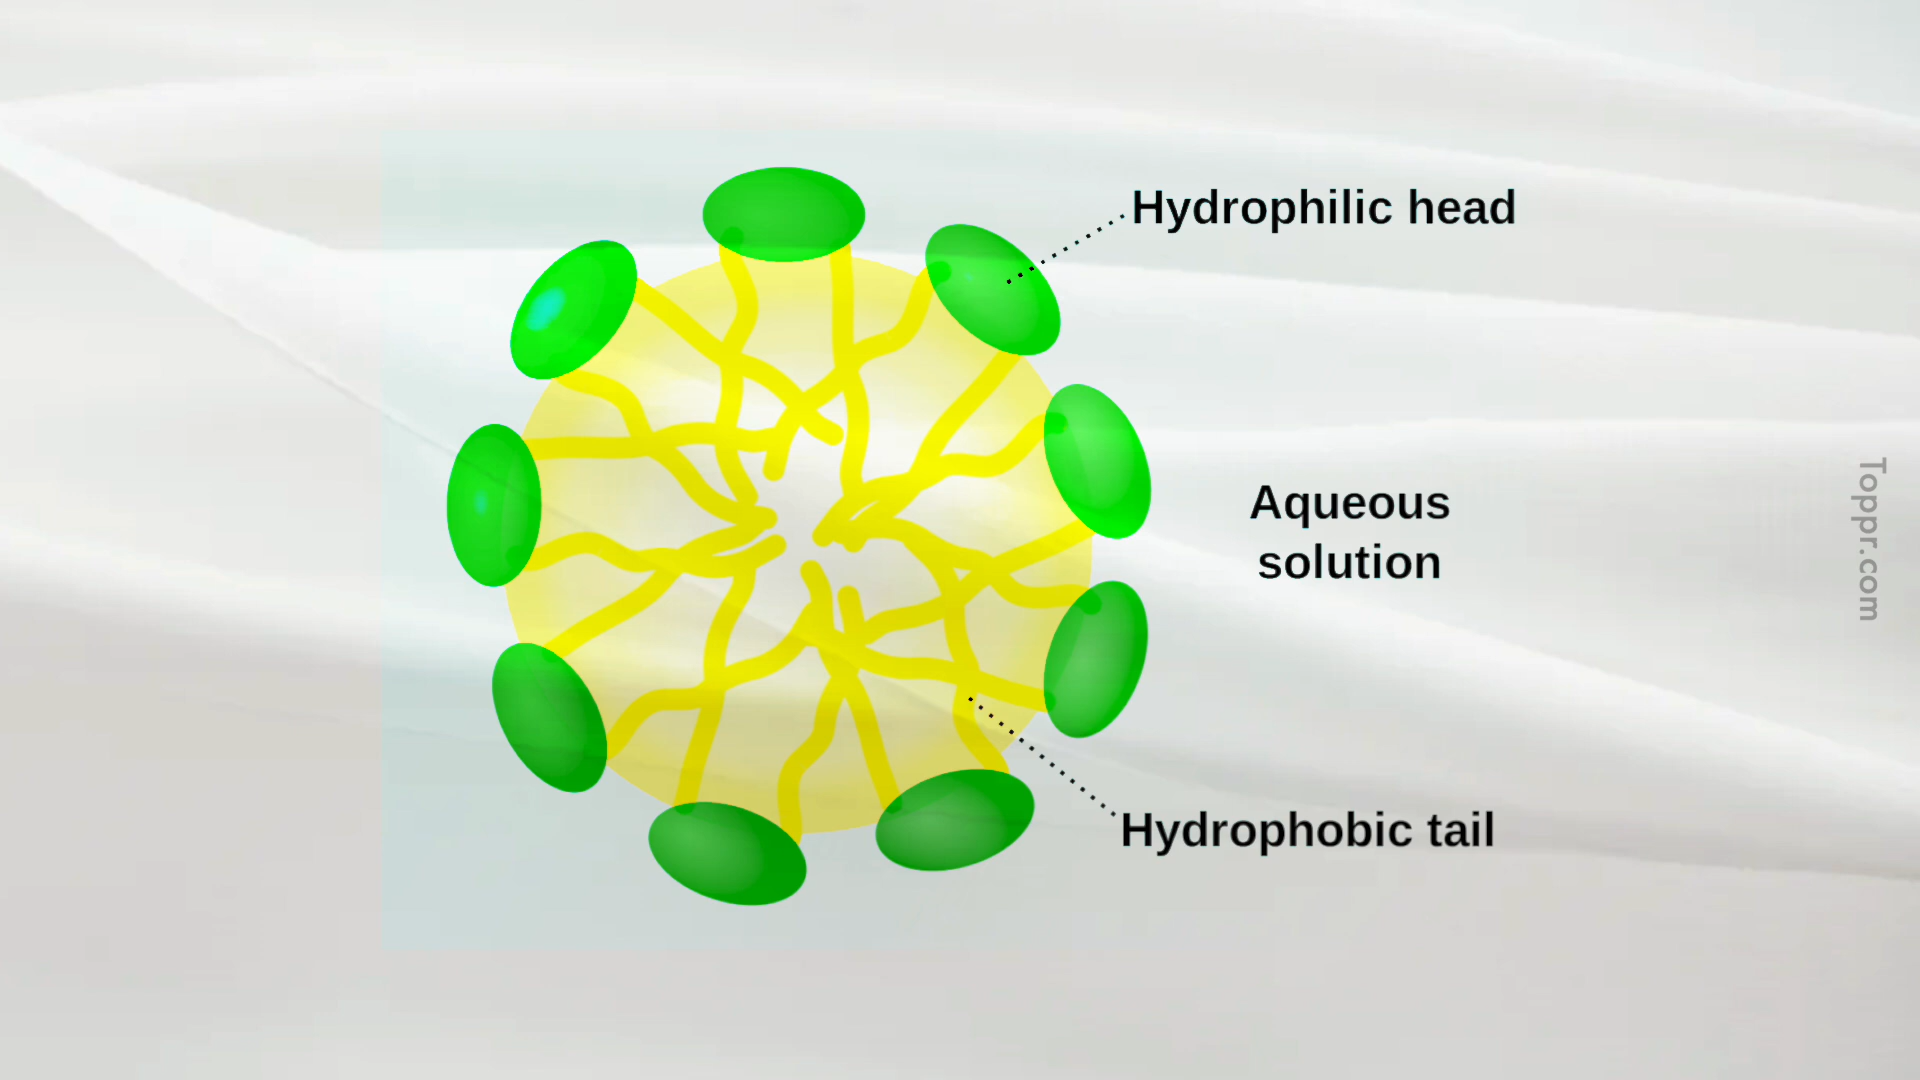 Hydrophilic head
Aqueous
solution
Hydrophobic tail
Toppr.com